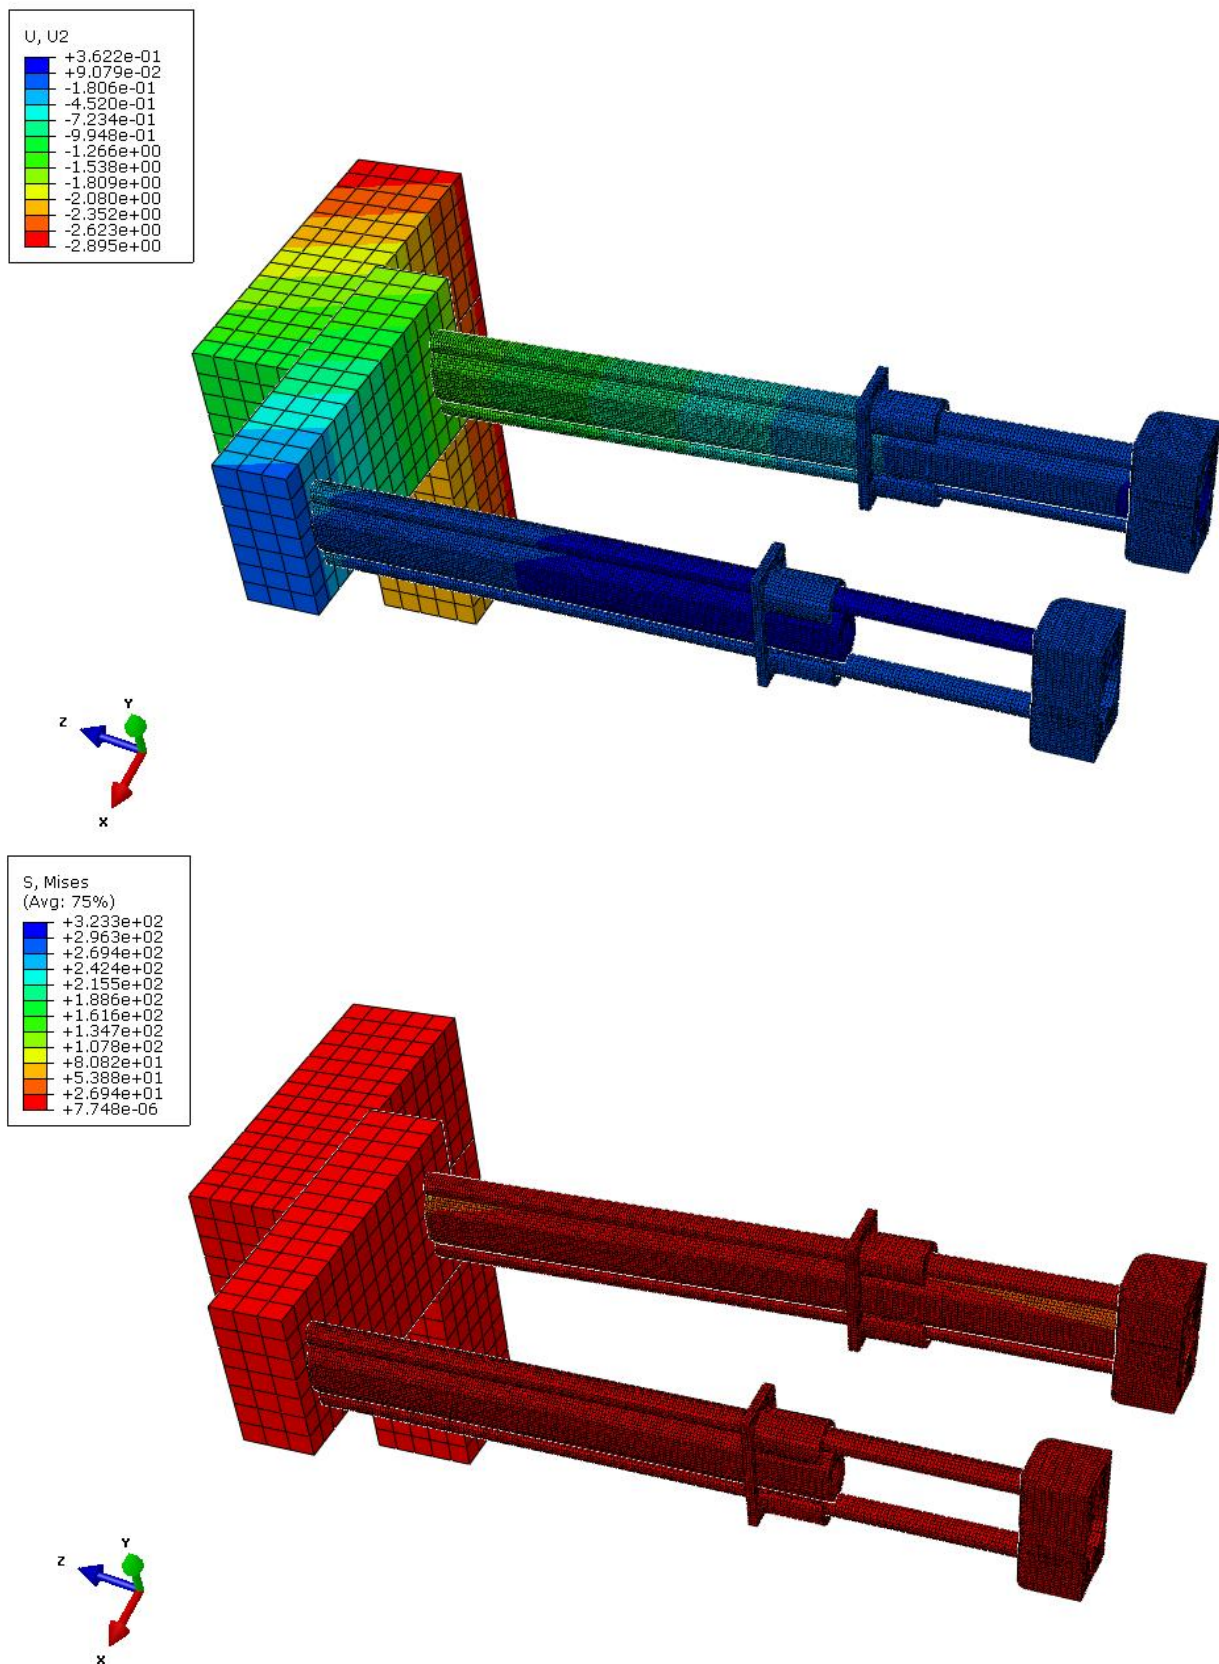 U, U2
+3.622e-01
+9.079e-02
-1.806e-01
-4.520e-01
-7.234e-01
-9.948e-01
-1.266e+00
-1.538e+00
-1.809e+00
-2.080e+00
-2.352e+00
-2.623e+00
-2.895e+00
Y
Z
X
S, Mises
(Avg: 75%)
+3.233e+02
+2.963e+02
+2.694e+02
+2.424e+02
+2.155e+02
+1.886e+02
+1.616e+02
+1.347e+02
+1.078e+02
+8.082e+01
+5.388e+01
+2.694e+01
+7.748e-06
Y
Z
X